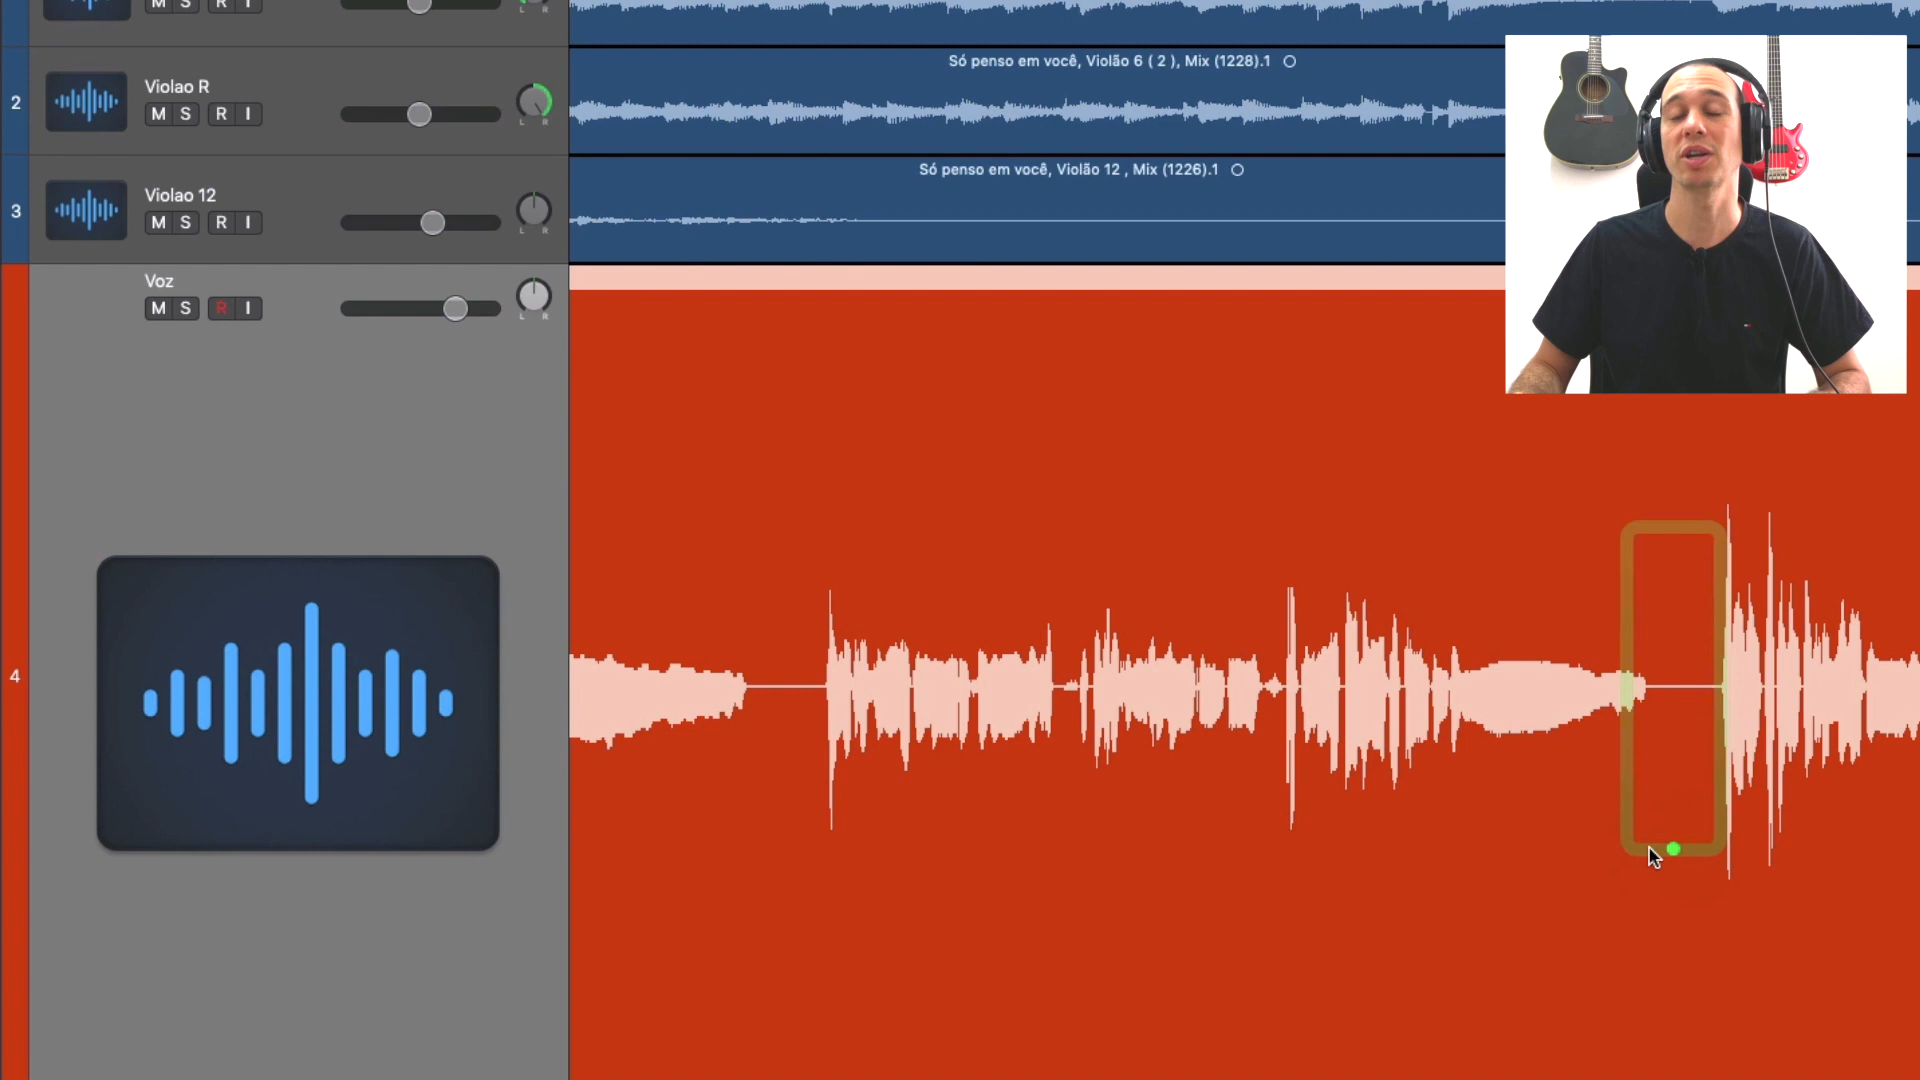 M S R I
L R
Só penso em você, Violão 6 ( 2 ), Mix (1228).1
2
Violao R
M S R I
L R
Só penso em você, Violão 12 , Mix (1226).1
3
Violao 12
M S R I
L R
Voz
M S R I
L R
4